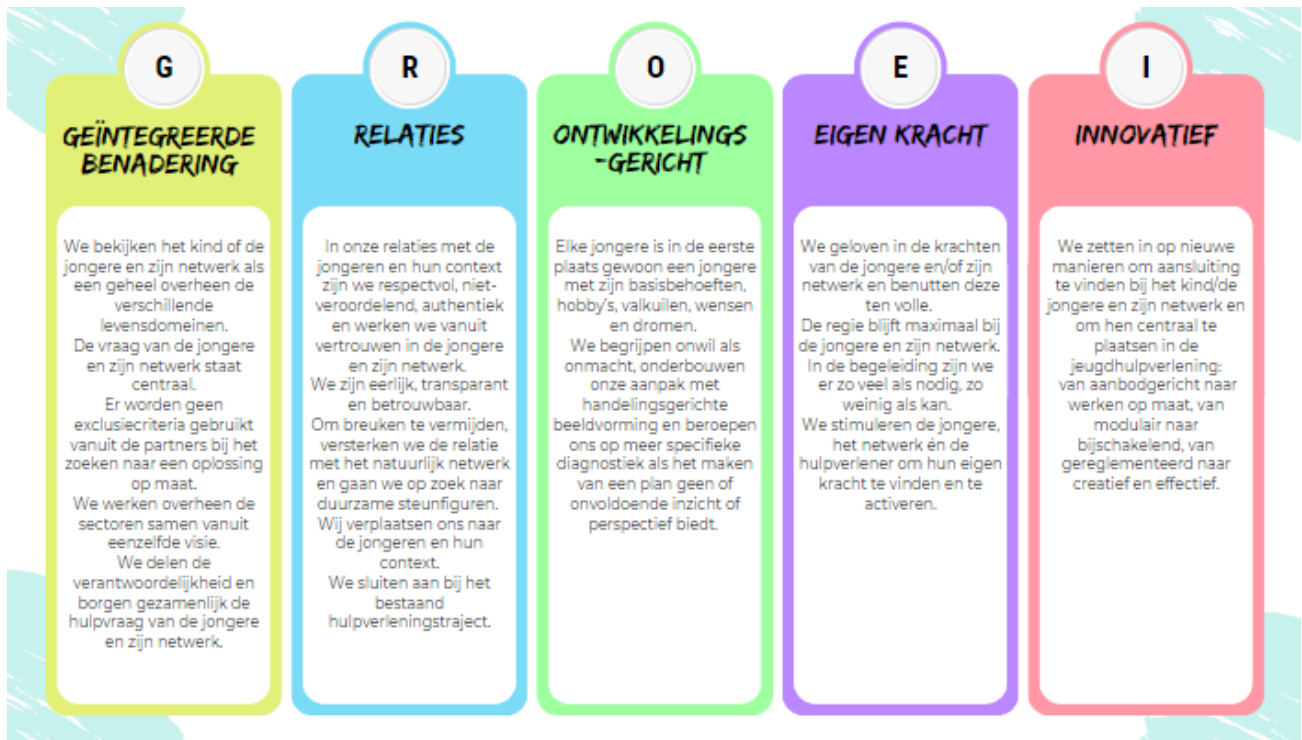 G
GEÏNTEGREERDE
BENADERING
We bekijken het kind of de
jongere en zijn netwerk als
een geheel overheen de
verschillende
levensdomeinen.
De vraag van de jongere
en zijn netwerk staat
centraal.
Er worden geen
exclusiecriteria gebruikt
vanuit de partners bij het
zoeken naar een oplossing
op maat.
We werken overheen de
sectoren samen vanuit
eenzelfde visie.
We delen de
verantwoordelijkheid en
borgen gezamenlijk de
hulpvraag van de jongere
en zijn netwerk.
R
RELATIES
In onze relaties met de
jongeren en hun context
zijn we respectvol, niet-
veroordelend, authentiek
en werken we vanuit
vertrouwen in de jongere
en zijn netwerk.
We zijn eerlijk, transparant
en betrouwbaar.
Om breuken te vermijden,
versterken we de relatie
met het natuurlijk netwerk
en gaan we op zoek naar
duurzame steunfiguren.
Wij verplaatsen ons naar
de jongeren en hun
context.
We sluiten aan bij het
bestaand
hulpverleningstraject.
O
ONTWIKKELINGS
-GERICHT
Elke jongere is in de eerste
plaats gewoon een jongere
met zijn basisbehoeften,
hobby's, valkuilen, wensen
en dromen.
We begrijpen onwil als
onmacht, onderbouwen
onze aanpak met
handelingsgerichte
beeldvorming en beroepen
ons op meer specifieke
diagnostiek als het maken
van een plan geen of
onvoldoende inzicht of
perspectief biedt.
E
EIGEN KRACHT
We geloven in de krachten
van de jongere en/of zijn
netwerk en benutten deze
ten volle.
De regie blijft maximaal bij
de jongere en zijn netwerk.
In de begeleiding zijn we
er zo veel als nodig, zo
weinig als kan.
We stimuleren de jongere,
het netwerk én de
hulpverlener om hun eigen
kracht te vinden en te
activeren.
I
INNOVATIEF
We zetten in op nieuwe
manieren om aansluiting
te vinden bij het kind/de
jongere en zijn netwerk en
om hen centraal te
plaatsen in de
jeugdhulpverlening:
van aanbodgericht naar
werken op maat, van
modulair naar
bijschakelend, van
gereglementeerd naar
creatief en effectief.